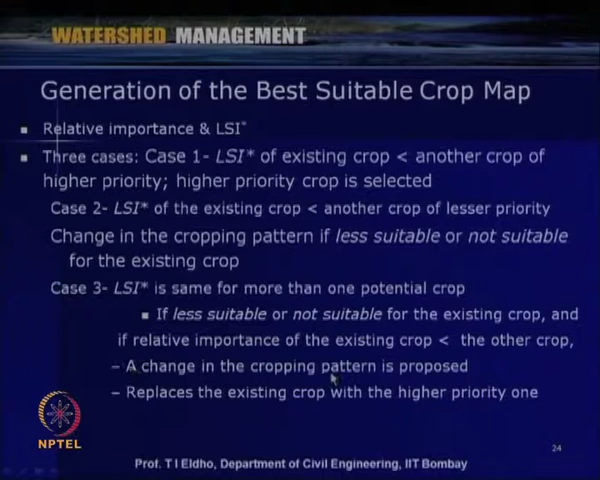 WATERSHED MANAGEMENT
Generation of the Best Suitable Crop Map
▪ Relative importance & LSI*
▪ Three cases: Case 1- LSI* of existing crop < another crop of
higher priority; higher priority crop is selected
Case 2- LSI* of the existing crop < another crop of lesser priority
Change in the cropping pattern if less suitable or not suitable
for the existing crop
Case 3- LSI* is same for more than one potential crop
▪ If less suitable or not suitable for the existing crop, and
if relative importance of the existing crop < the other crop,
– A change in the cropping pattern is proposed
– Replaces the existing crop with the higher priority one
NPTEL
24
Prof. T I Eldho, Department of Civil Engineering, IIT Bombay